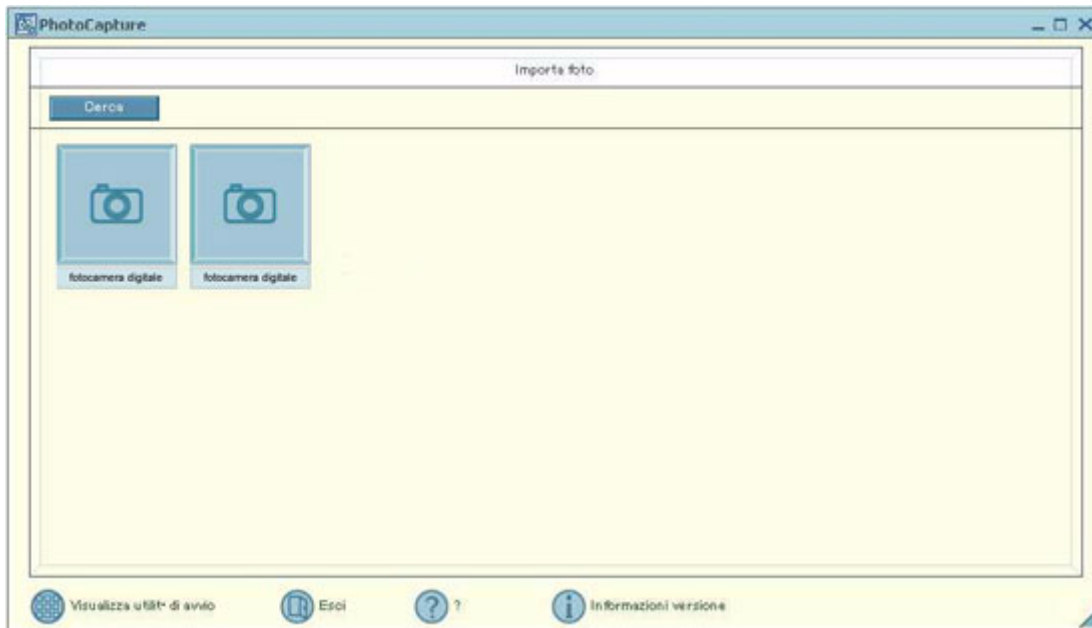 PhotoCapture
Importa foto
Cerca
fotocamera digitale fotocamera digitale
Visualizza utilit• di avvio Esci ? ? Informazioni versione